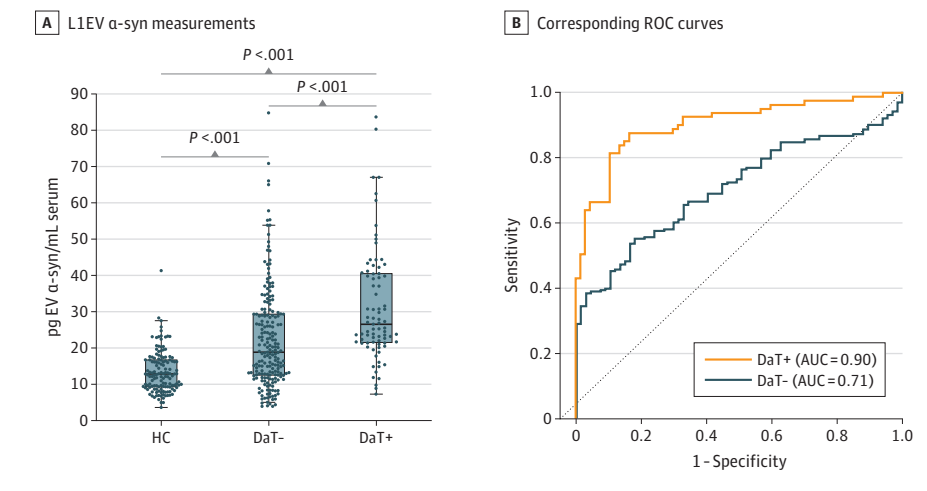 A L1EV α-syn measurements
P <.001
P <.001
P <.001
90
80
70
60
50
40
30
20
10
0
pg EV α-syn/mL serum
HC DaT- DaT+
B Corresponding ROC curves
1.0
0.8
0.6
0.4
0.2
0
Sensitivity
DaT+ (AUC=0.90)
DaT- (AUC=0.71)
0 0.2 0.4 0.6 0.8 1.0
1-Specificity